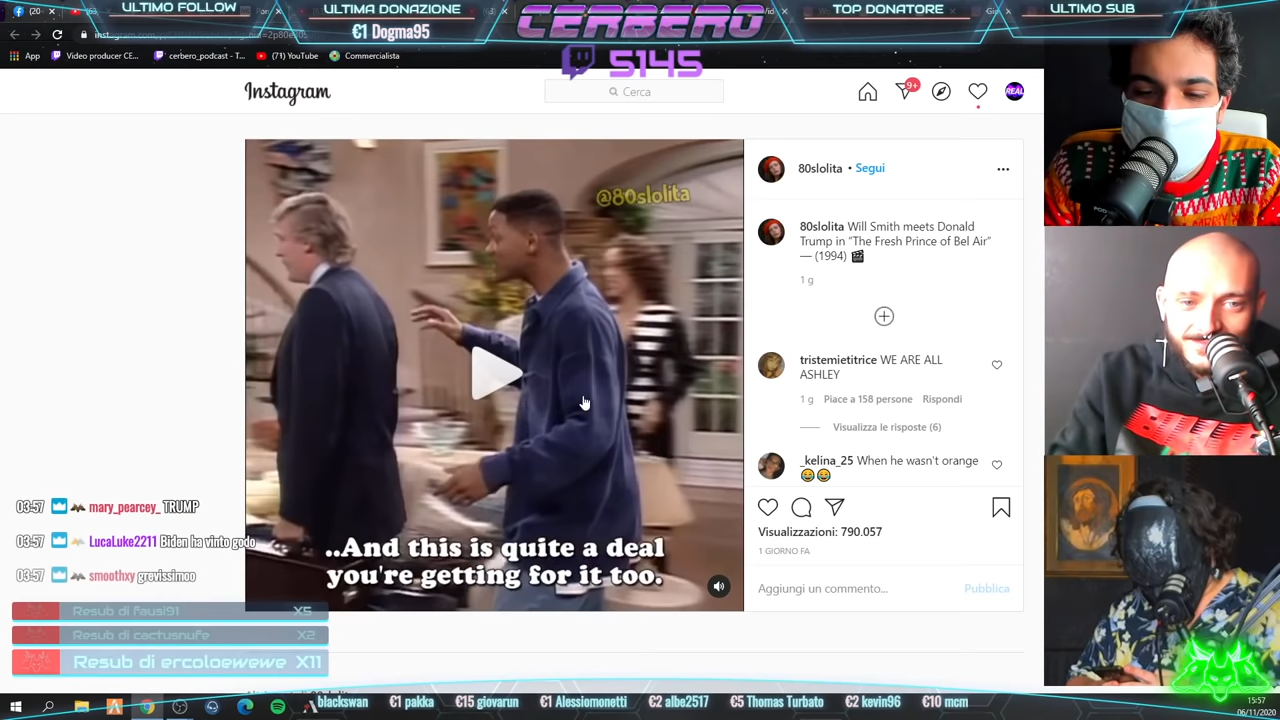 ULTIMO FOLLOW
ULTIMA DONAZIONE
€1 Dogma95
CERBERO
5145
TOP DONATORE
ULTIMO SUB
App
Video producer CE...
cerbero_podcast - T...
(71) YouTube
Commercialista
Instagram
Cerca
9+
REAL
@80slolita
80slolita • Segui
80slolita Will Smith meets Donald
Trump in “The Fresh Prince of Bel Air”
— (1994) 🎬
1 g
tristemietitrice WE ARE ALL
ASHLEY
1 g Piace a 158 persone Rispondi
Visualizza le risposte (6)
_kelina_25 When he wasn't orange
😂😂
Visualizzazioni: 790.057
1 GIORNO FA
Aggiungi un commento... Pubblica
..And this is quite a deal
you're getting for it too.
03:57 mary_pearcey_ TRUMP
03:57 LucaLuke2211 Biden ha vinto godo
03:57 smoothxy grevissimoo
Resub di fausi91 X5
Resub di cactusnufe X2
Resub di ercoloewewe X11
blackswan €1 pakka €15 giovarun €1 Alessiomonetti €2 albe2517 €5 Thomas Turbato €2 kevin96 €10 mcm
15:57
06/11/2020